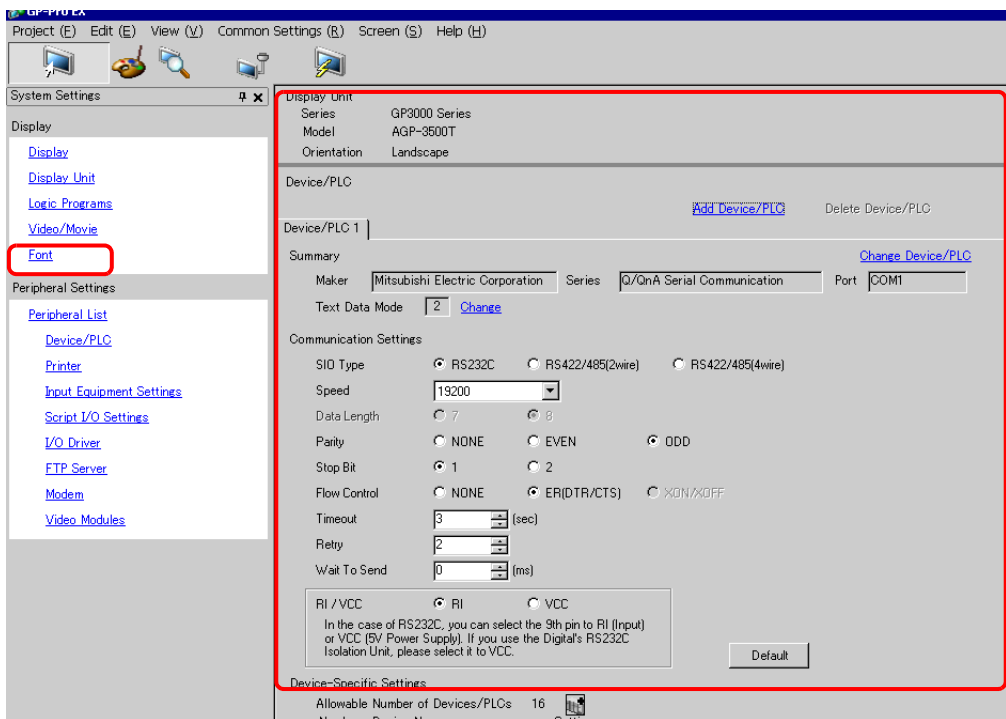 GP-Pro EX
Project (F) Edit (E) View (V) Common Settings (R) Screen (S) Help (H)
System Settings
Display
Display
Display Unit
Logic Programs
Video/Movie
Font
Peripheral Settings
Peripheral List
Device/PLC
Printer
Input Equipment Settings
Script I/O Settings
I/O Driver
FTP Server
Modem
Video Modules
Display Unit
Series GP3000 Series
Model AGP-3500T
Orientation Landscape
Device/PLC
Add Device/PLC Delete Device/PLC
Device/PLC 1
Summary Change Device/PLC
Maker Mitsubishi Electric Corporation Series Q/QnA Serial Communication Port COM1
Text Data Mode 2 Change
Communication Settings
SIO Type RS232C RS422/485(2wire) RS422/485(4wire)
Speed 19200
Data Length 7 8
Parity NONE EVEN ODD
Stop Bit 1 2
Flow Control NONE ER(DTR/CTS) XON/XOFF
Timeout 3 (sec)
Retry 2
Wait To Send 0 (ms)
RI / VCC RI VCC
In the case of RS232C, you can select the 9th pin to RI (Input)
or VCC (5V Power Supply). If you use the Digital's RS232C
Isolation Unit, please select it to VCC.
Default
Device-Specific Settings
Allowable Number of Devices/PLCs 16